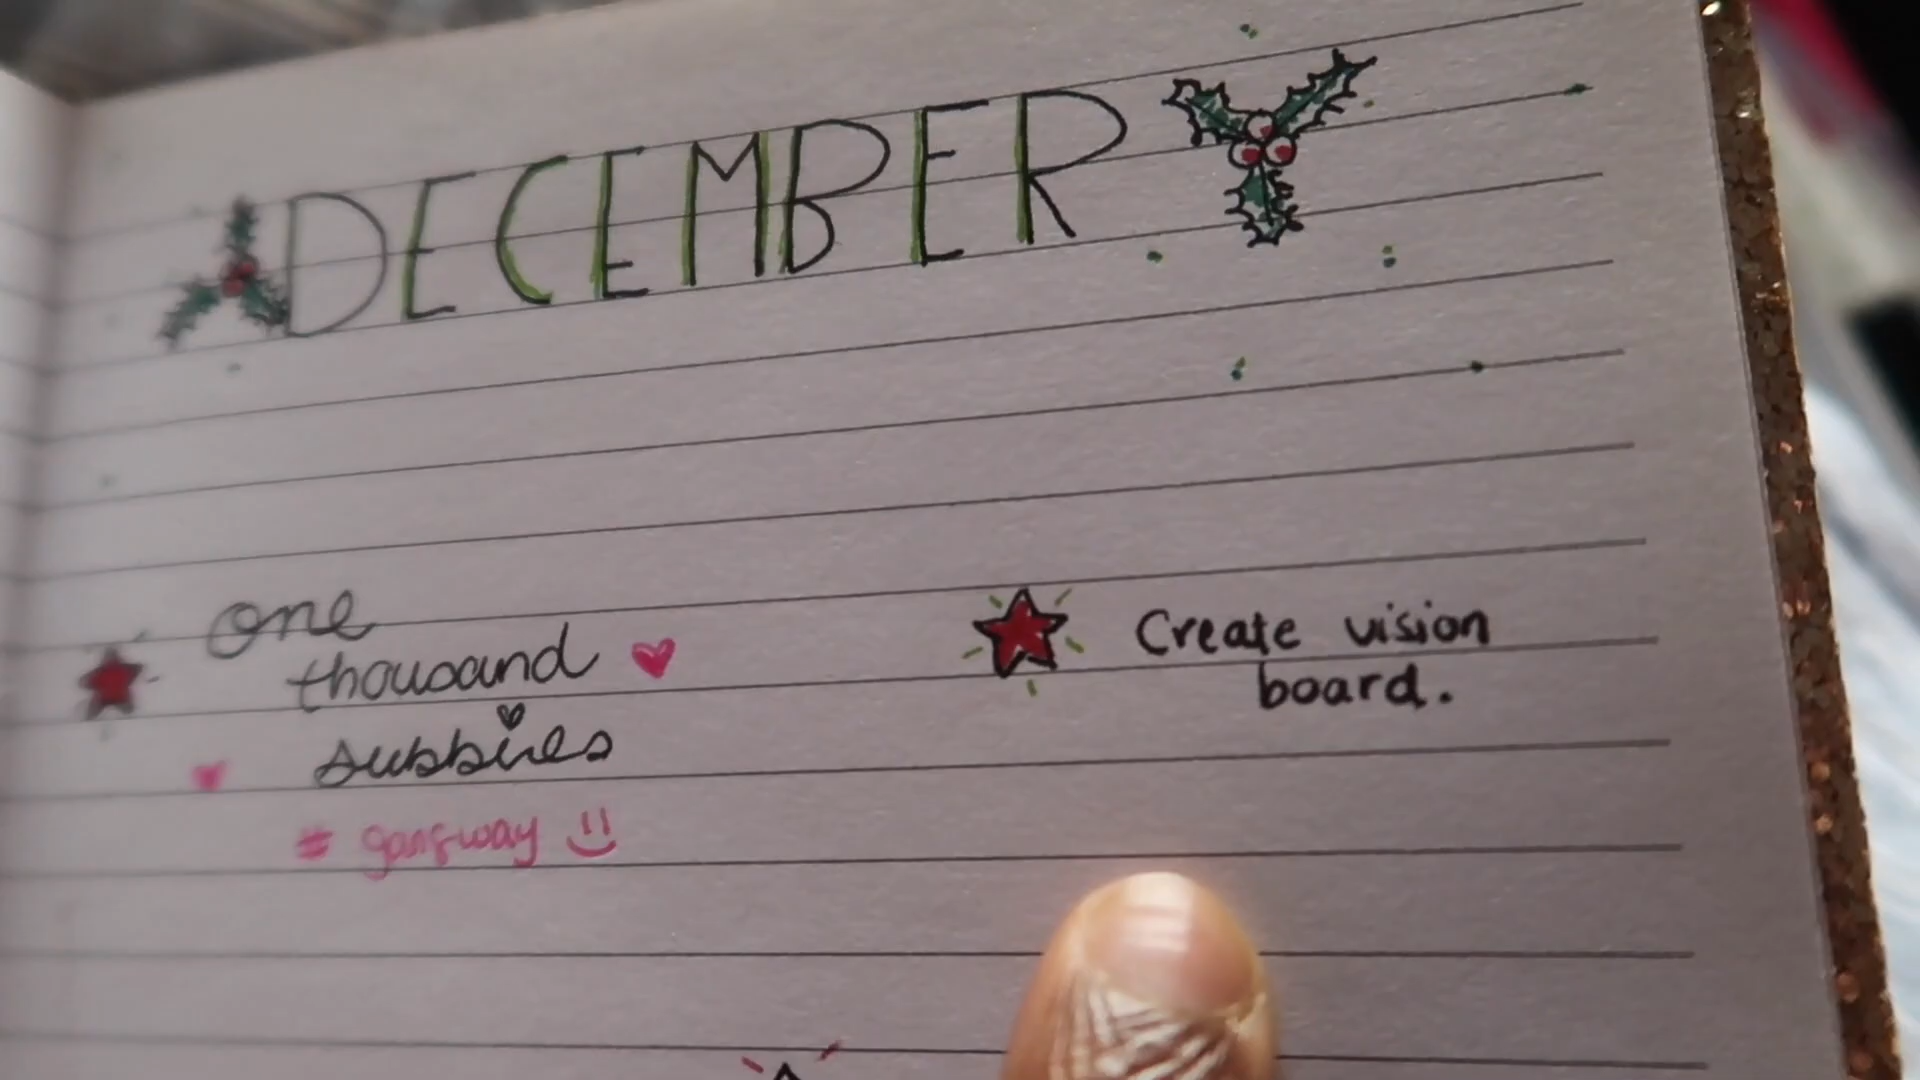 DECEMBER
one
thousand
subbies
# gangway
Create vision
board.